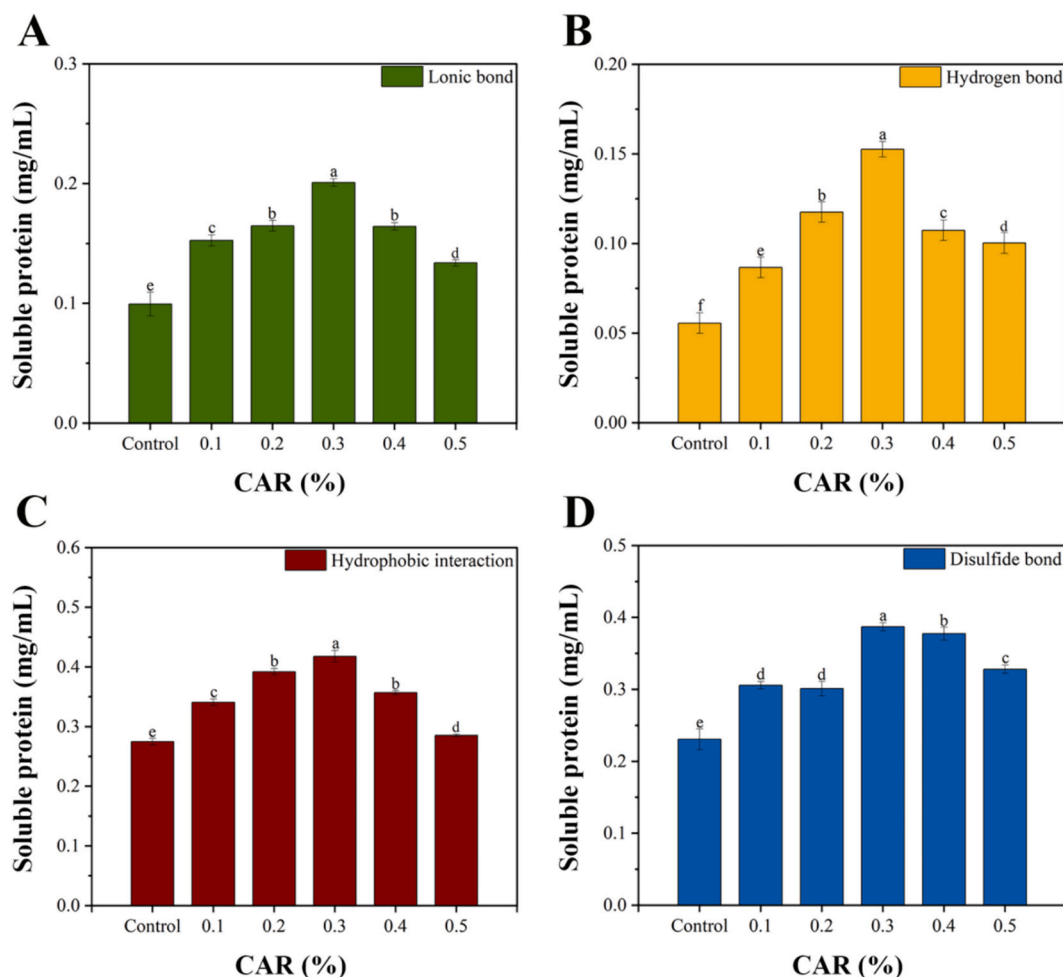 A
Lonic bond
Soluble protein (mg/mL)
0.3
0.2
0.1
0.0
e
c
b
a
b
d
Control 0.1 0.2 0.3 0.4 0.5
CAR (%)
B
Hydrogen bond
Soluble protein (mg/mL)
0.20
0.15
0.10
0.05
0.00
f
e
b
a
c
d
Control 0.1 0.2 0.3 0.4 0.5
CAR (%)
C
Hydrophobic interaction
Soluble protein (mg/mL)
0.6
0.5
0.4
0.3
0.2
0.1
0.0
e
c
b
a
b
d
Control 0.1 0.2 0.3 0.4 0.5
CAR (%)
D
Disulfide bond
Soluble protein (mg/mL)
0.5
0.4
0.3
0.2
0.1
0.0
e
d
d
a
b
c
Control 0.1 0.2 0.3 0.4 0.5
CAR (%)